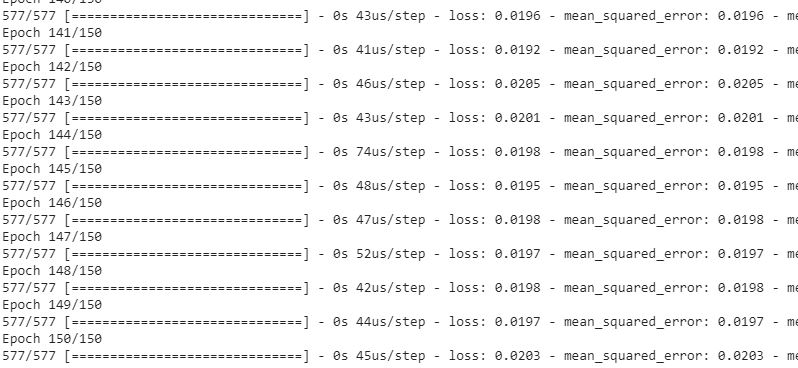 Epoch 140/150
577/577 [==============================] - 0s 43us/step - loss: 0.0196 - mean_squared_error: 0.0196 - me
Epoch 141/150
577/577 [==============================] - 0s 41us/step - loss: 0.0192 - mean_squared_error: 0.0192 - me
Epoch 142/150
577/577 [==============================] - 0s 46us/step - loss: 0.0205 - mean_squared_error: 0.0205 - me
Epoch 143/150
577/577 [==============================] - 0s 43us/step - loss: 0.0201 - mean_squared_error: 0.0201 - me
Epoch 144/150
577/577 [==============================] - 0s 74us/step - loss: 0.0198 - mean_squared_error: 0.0198 - me
Epoch 145/150
577/577 [==============================] - 0s 48us/step - loss: 0.0195 - mean_squared_error: 0.0195 - me
Epoch 146/150
577/577 [==============================] - 0s 47us/step - loss: 0.0198 - mean_squared_error: 0.0198 - me
Epoch 147/150
577/577 [==============================] - 0s 52us/step - loss: 0.0197 - mean_squared_error: 0.0197 - me
Epoch 148/150
577/577 [==============================] - 0s 42us/step - loss: 0.0198 - mean_squared_error: 0.0198 - me
Epoch 149/150
577/577 [==============================] - 0s 44us/step - loss: 0.0197 - mean_squared_error: 0.0197 - me
Epoch 150/150
577/577 [==============================] - 0s 45us/step - loss: 0.0203 - mean_squared_error: 0.0203 - me